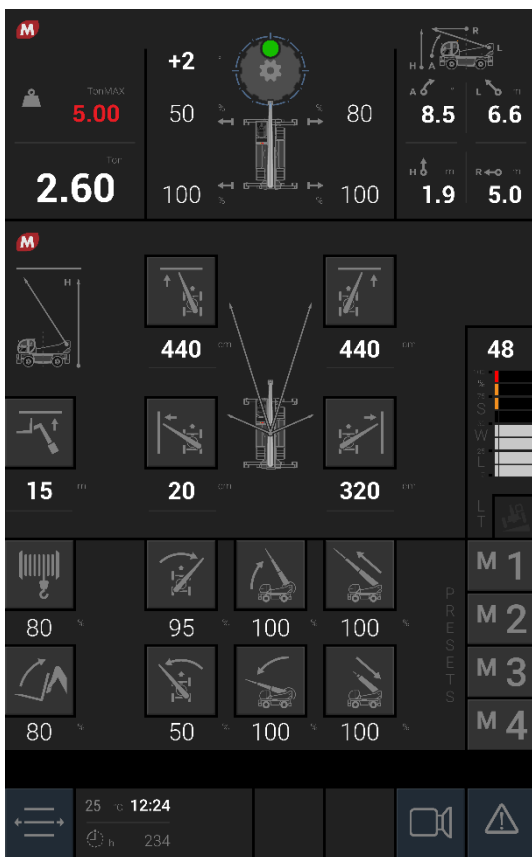 M
+2 °
TonMAX
5.00
50 %
% 80
H A R L
A °
8.5
L m
6.6
Ton
2.60
100 %
% 100
H m
1.9
R m
5.0
M
H
440 cm
440 cm
48
%
S
W
L
15 m
20 cm
320 cm
L
T
M 1
80 %
95 %
100 %
100 %
PRESETS
M 2
M 3
80 %
50 %
100 %
100 %
M 4
25 °C 12:24
h 234